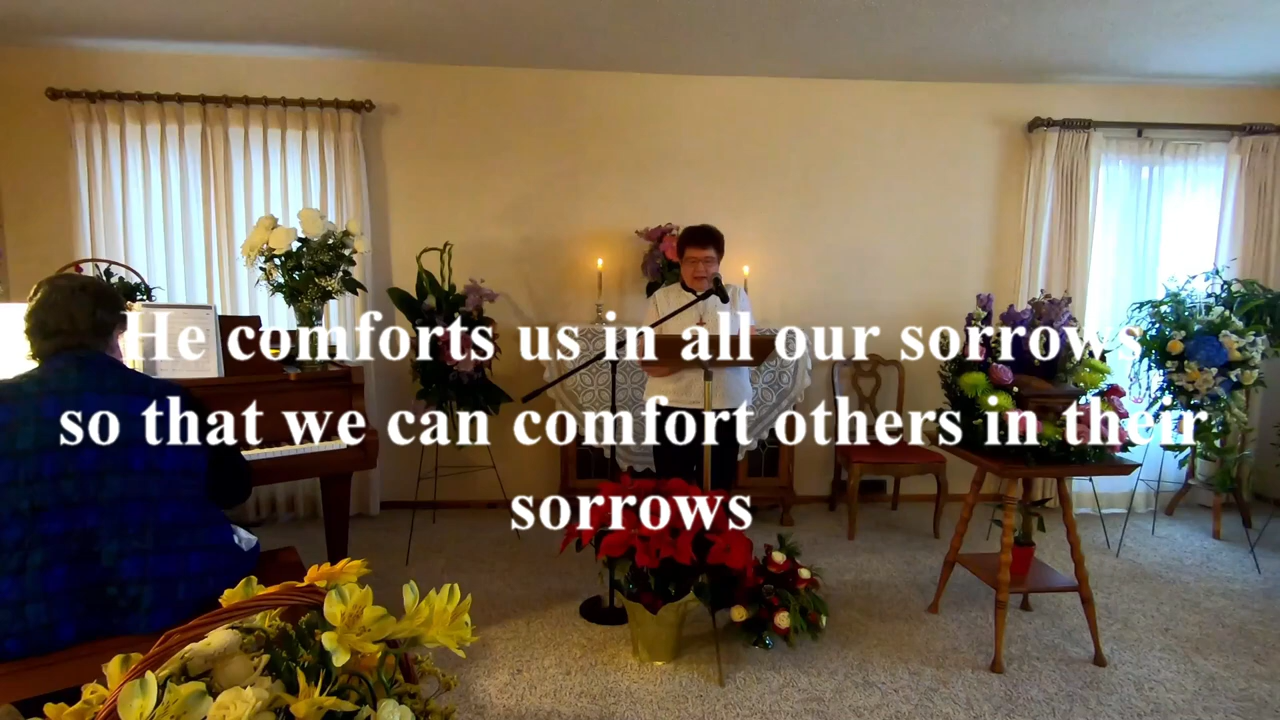 He comforts us in all our sorrows
so that we can comfort others in their
sorrows